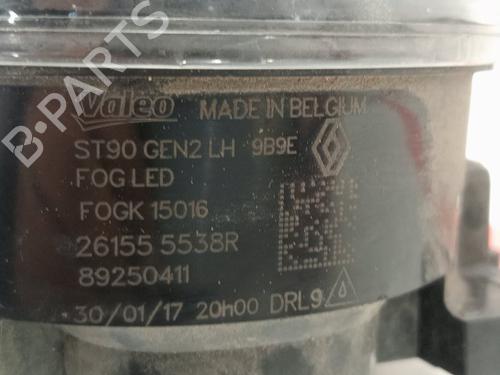 B-PARTS
Valeo MADE IN BELGIUM
ST90 GEN2 LH 9B9E
FOG LED
FOGK 15016
26155 5538R
89250411
30/01/17 20h00 DRL9